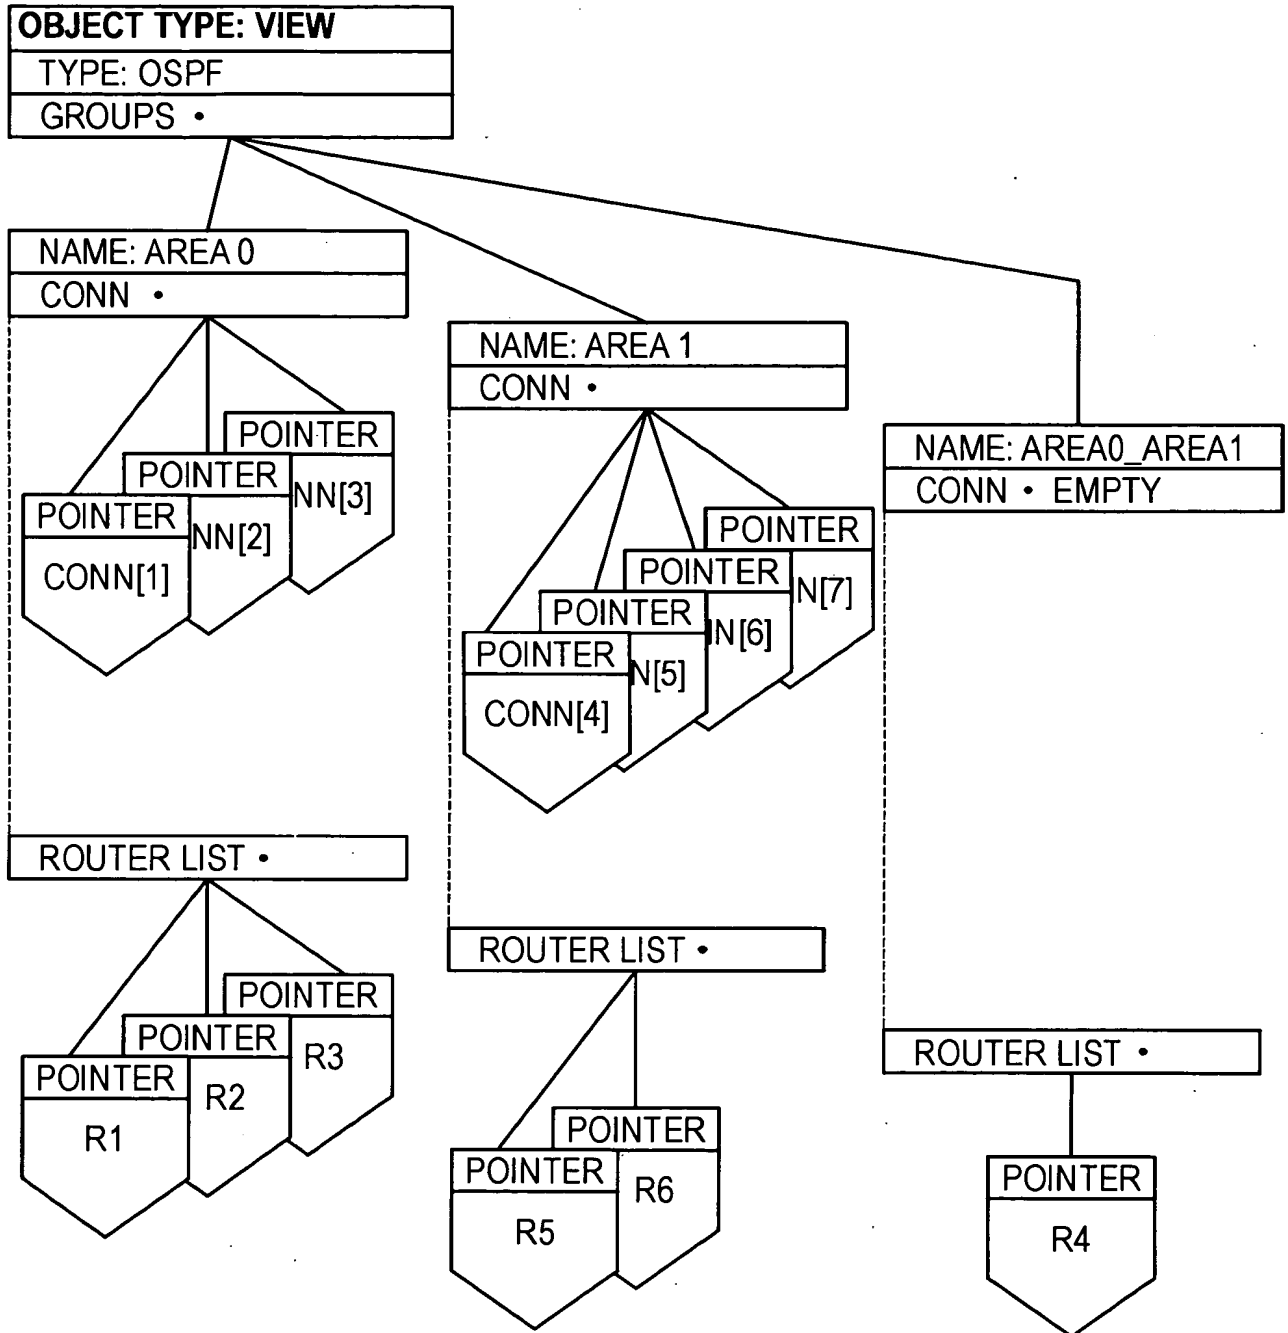 OBJECT TYPE: VIEW
TYPE: OSPF
GROUPS •
NAME: AREA 0
CONN •
POINTER
NN[3]
POINTER
NN[2]
POINTER
CONN[1]
NAME: AREA 1
CONN •
POINTER
N[7]
POINTER
IN[6]
POINTER
N[5]
POINTER
CONN[4]
NAME: AREA0_AREA1
CONN • EMPTY
ROUTER LIST •
POINTER
R3
POINTER
R2
POINTER
R1
ROUTER LIST •
POINTER
R6
POINTER
R5
ROUTER LIST •
POINTER
R4